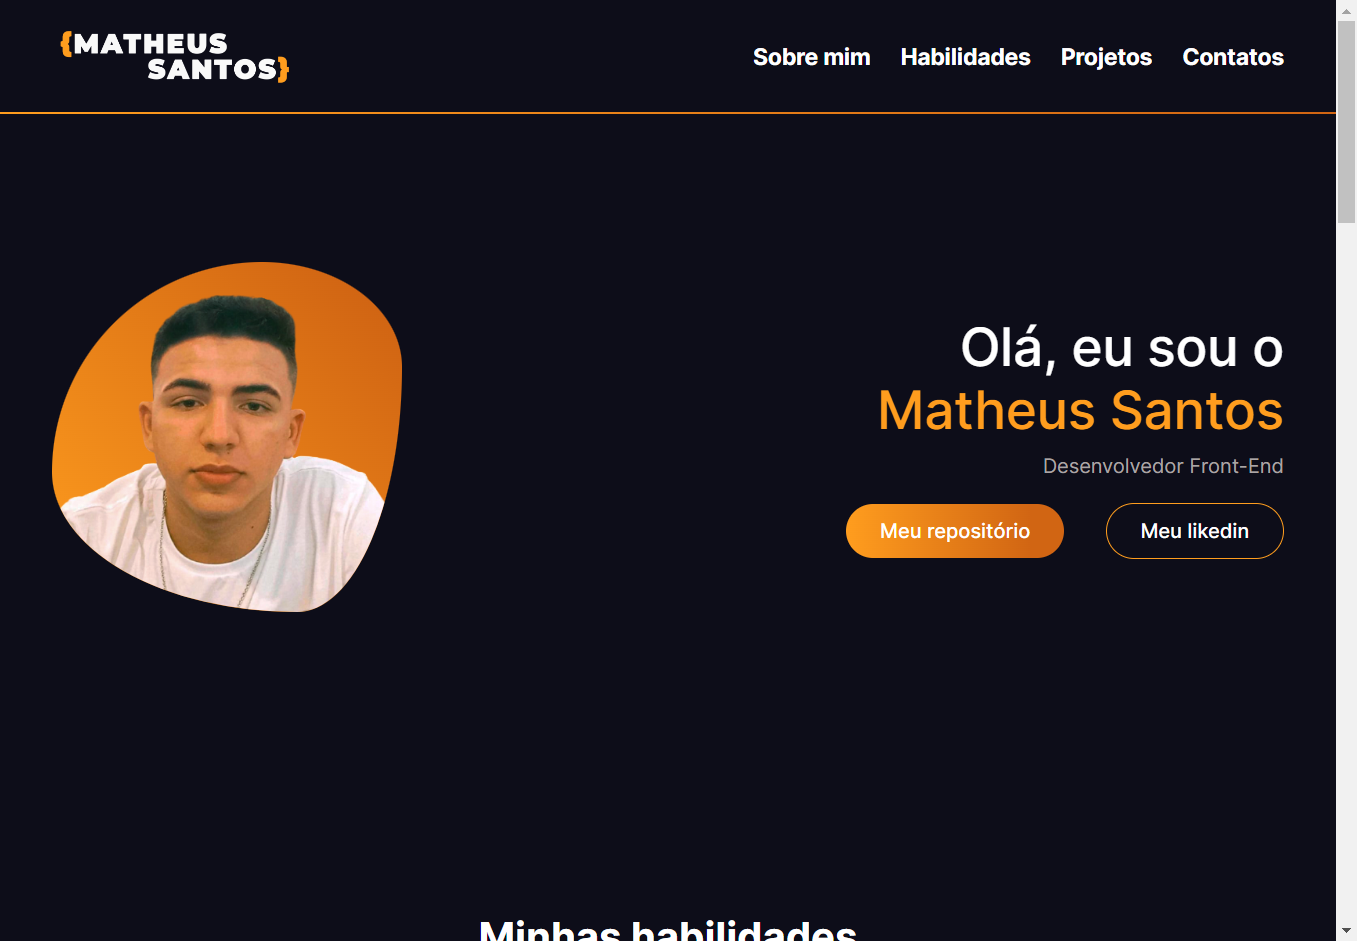 {MATHEUS
SANTOS}
Sobre mim Habilidades Projetos Contatos
Olá, eu sou o
Matheus Santos
Desenvolvedor Front-End
Meu repositório Meu likedin
Minhas habilidades